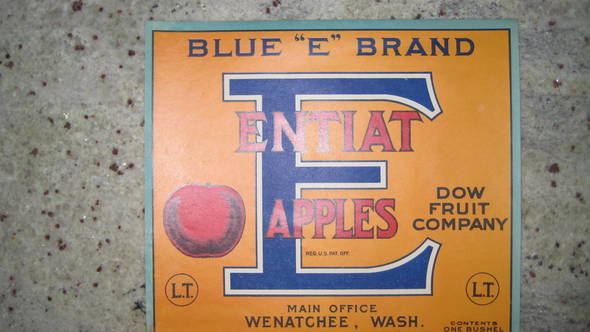 BLUE "E" BRAND
E
ENTIAT
APPLES
DOW
FRUIT
COMPANY
REG. U.S. PAT. OFF.
L.T.
L.T.
MAIN OFFICE
WENATCHEE, WASH.
CONTENTS
ONE BUSHEL